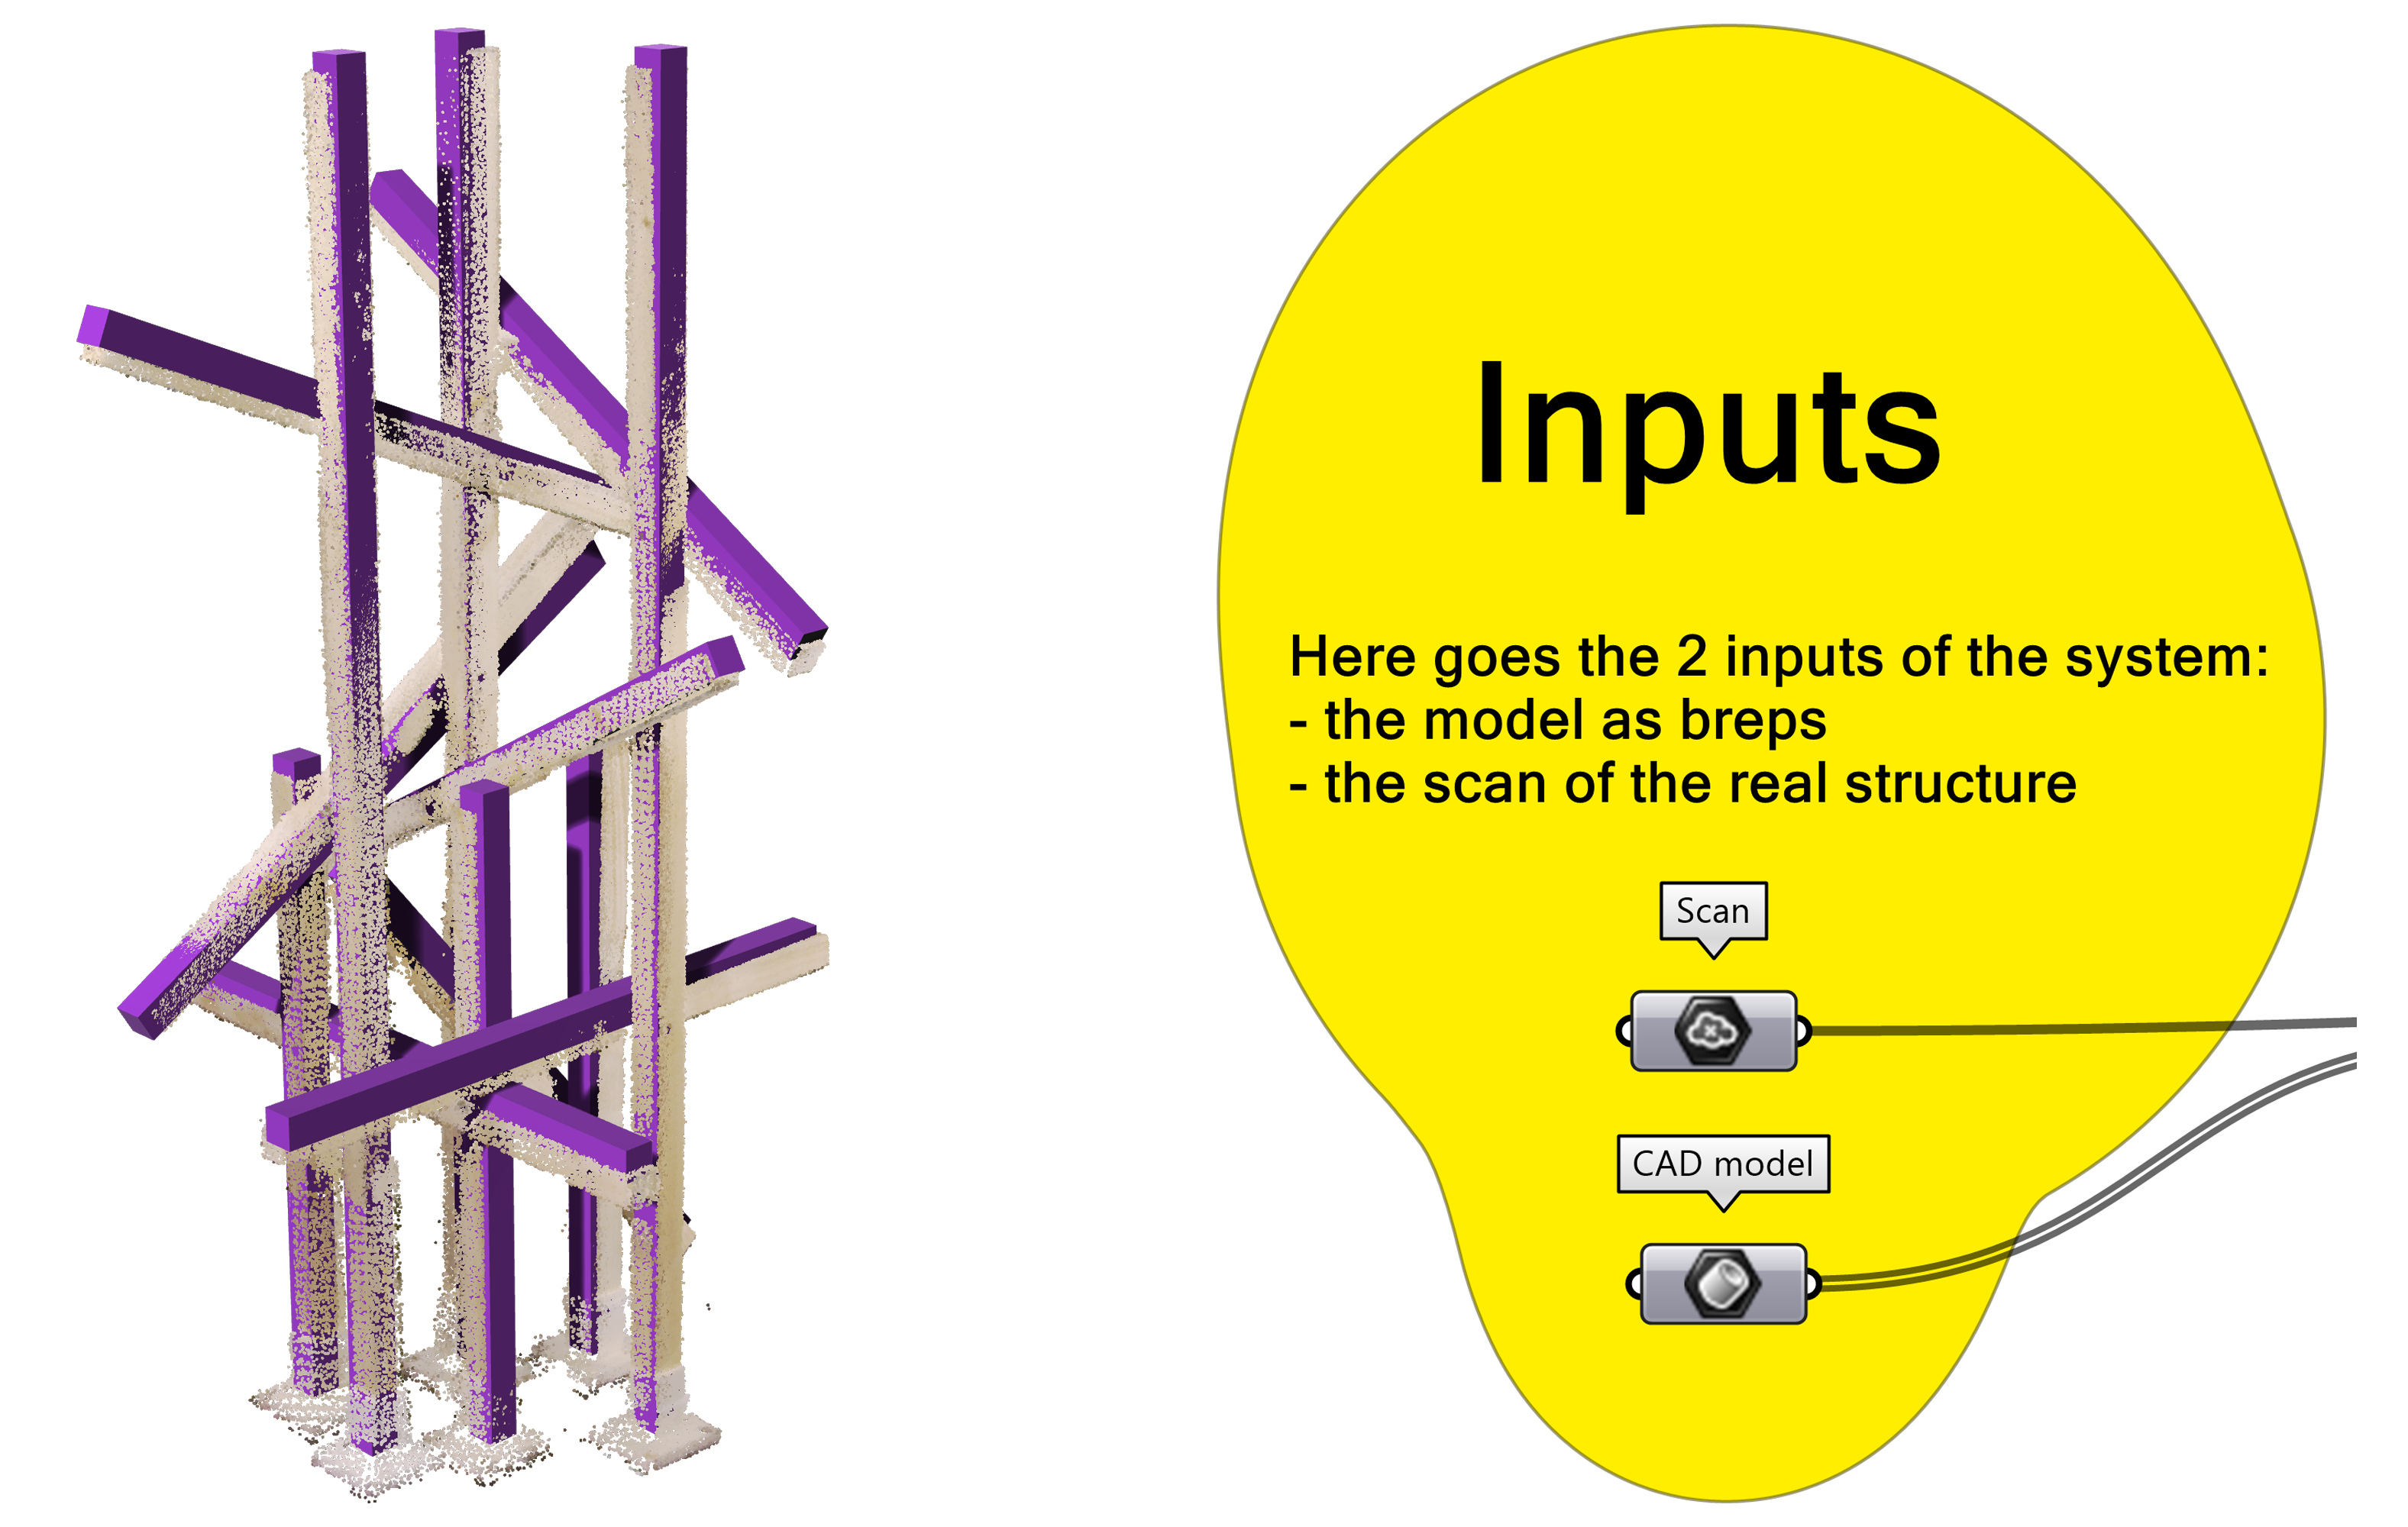 Inputs
Here goes the 2 inputs of the system:
- the model as breps
- the scan of the real structure
Scan
CAD model